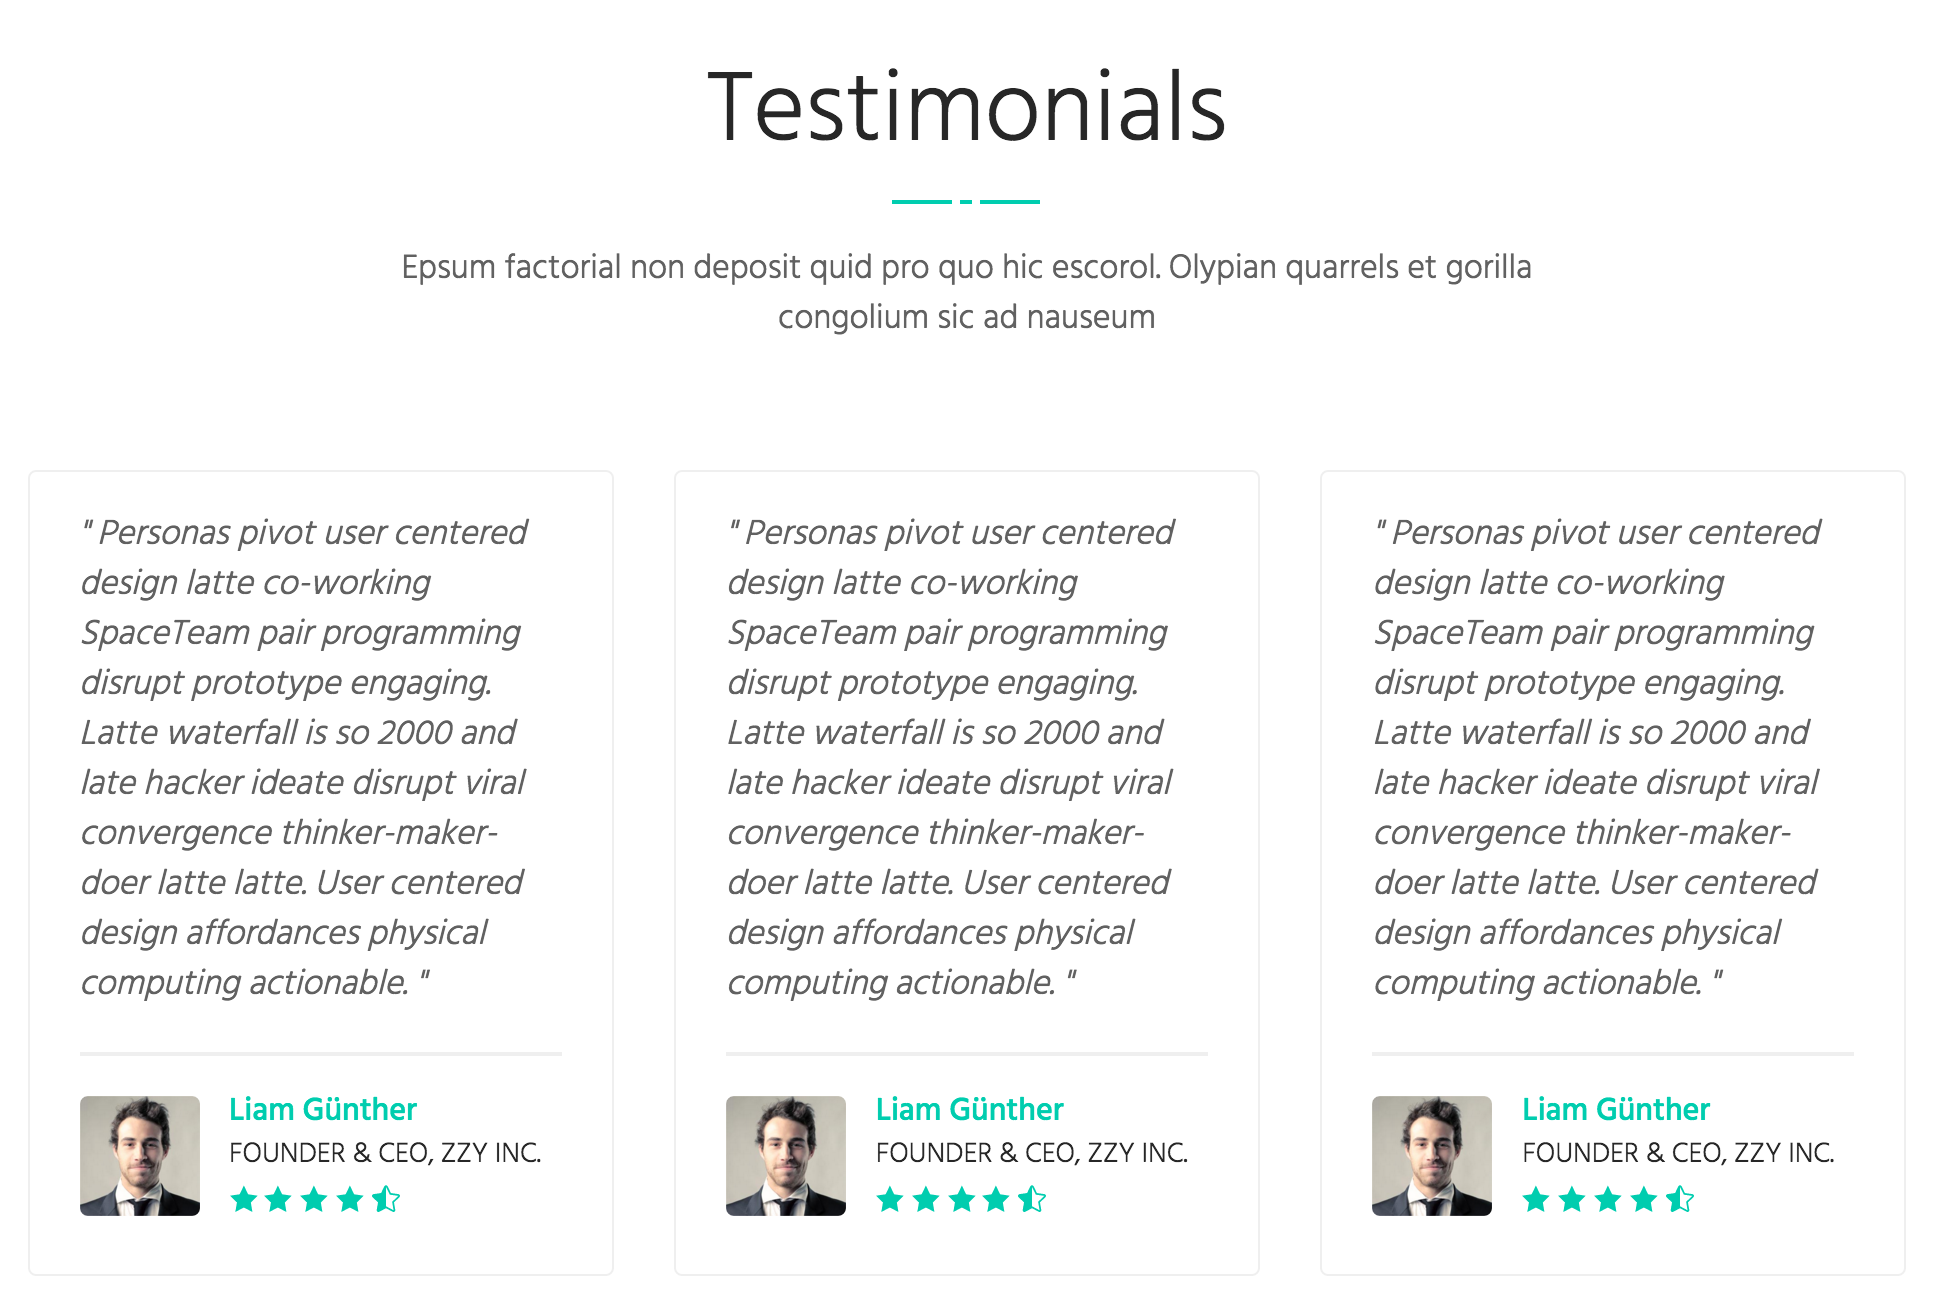 Testimonials
Epsum factorial non deposit quid pro quo hic escorol. Olypian quarrels et gorilla
congolium sic ad nauseum
" Personas pivot user centered
design latte co-working
SpaceTeam pair programming
disrupt prototype engaging.
Latte waterfall is so 2000 and
late hacker ideate disrupt viral
convergence thinker-maker-
doer latte latte. User centered
design affordances physical
computing actionable. "
Liam Günther
FOUNDER & CEO, ZZY INC.
" Personas pivot user centered
design latte co-working
SpaceTeam pair programming
disrupt prototype engaging.
Latte waterfall is so 2000 and
late hacker ideate disrupt viral
convergence thinker-maker-
doer latte latte. User centered
design affordances physical
computing actionable. "
Liam Günther
FOUNDER & CEO, ZZY INC.
" Personas pivot user centered
design latte co-working
SpaceTeam pair programming
disrupt prototype engaging.
Latte waterfall is so 2000 and
late hacker ideate disrupt viral
convergence thinker-maker-
doer latte latte. User centered
design affordances physical
computing actionable. "
Liam Günther
FOUNDER & CEO, ZZY INC.